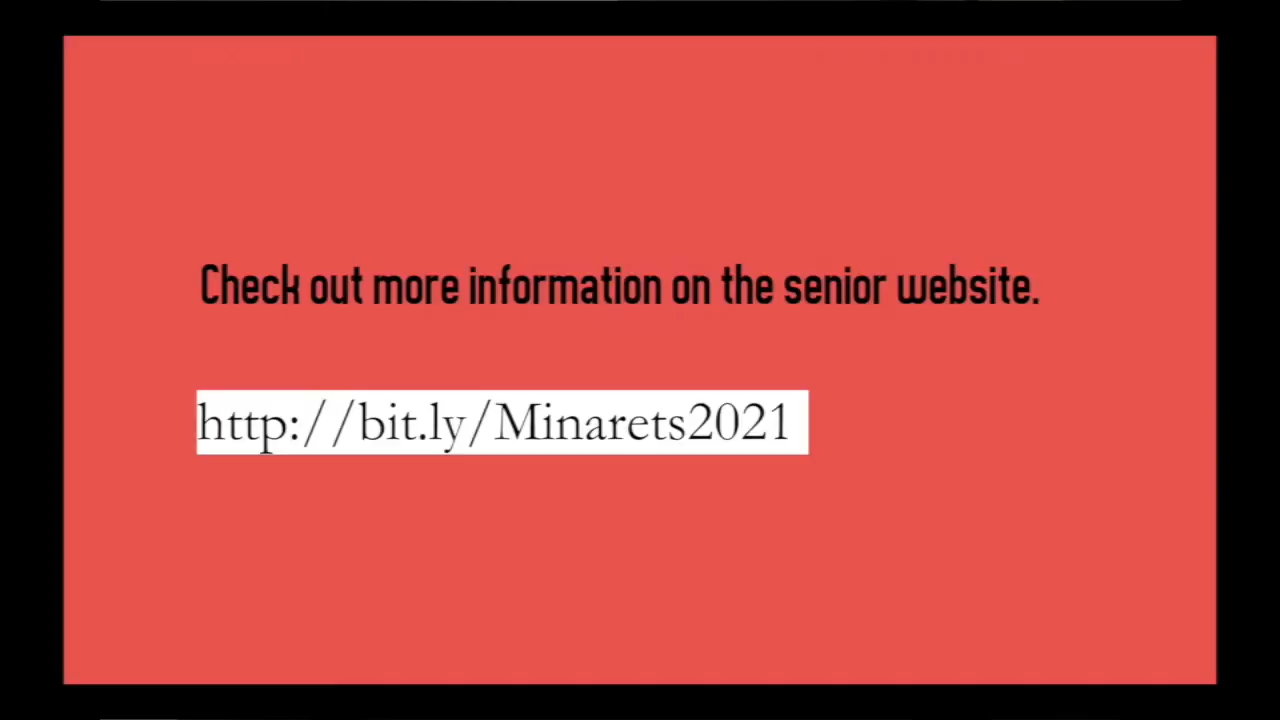 Check out more information on the senior website.
http://bit.ly/Minarets2021